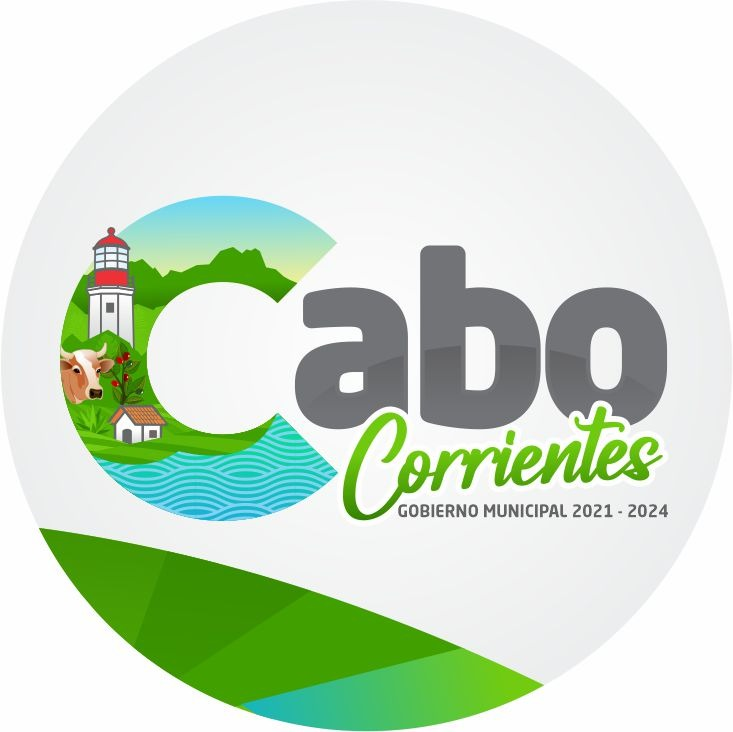 Cabo
Corrientes
GOBIERNO MUNICIPAL 2021 - 2024